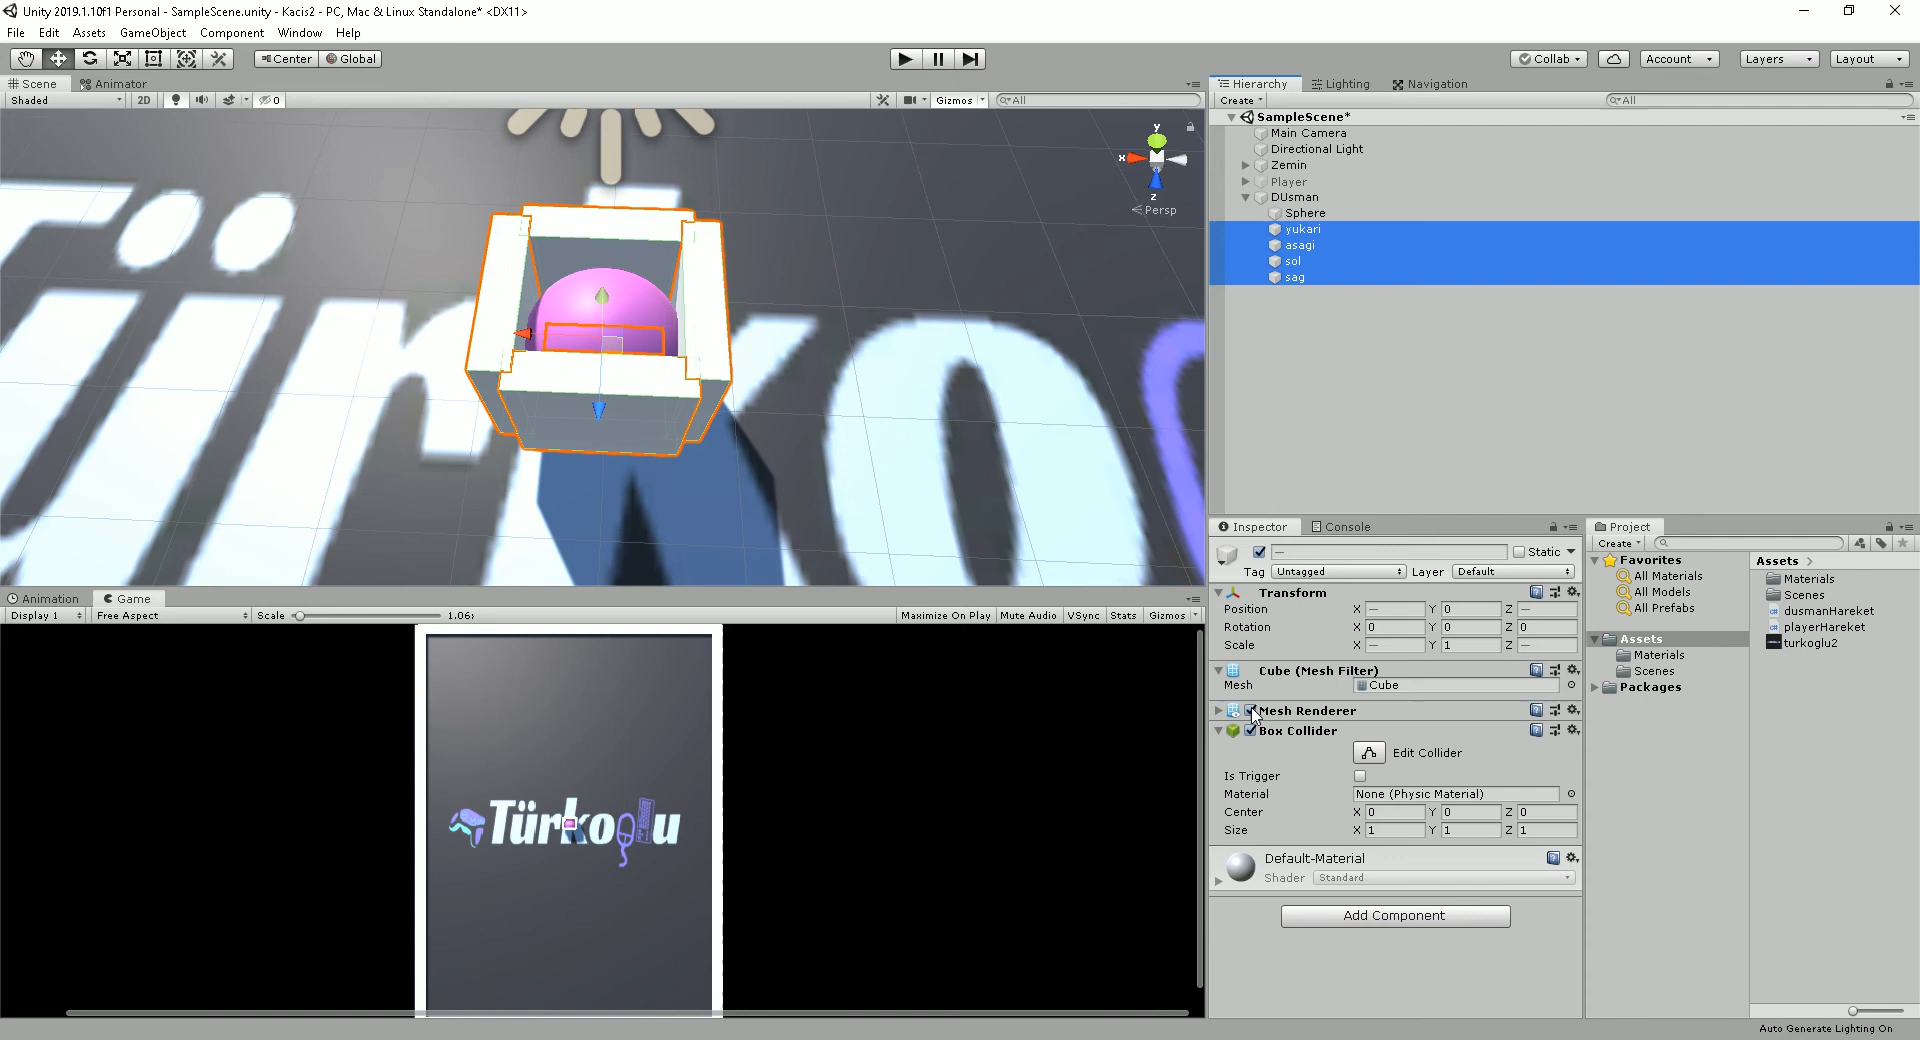 Unity 2019.1.10f1 Personal - SampleScene.unity - Kacis2 - PC, Mac & Linux Standalone* <DX11>
File Edit Assets GameObject Component Window Help
Center Global Collab Account Layers Layout
Scene Animator
Shaded 2D 0 Gizmos All
y
x
z
Persp
Hierarchy Lighting Navigation
Create All
SampleScene*
Main Camera
Directional Light
Zemin
Player
DUsman
Sphere
yukari
asagi
sol
sag
Animation Game
Display 1 Free Aspect Scale 1.06x Maximize On Play Mute Audio VSync Stats Gizmos
Türkoglu
Inspector Console
Static
Tag Untagged Layer Default
Transform
Position X — Y 0 Z —
Rotation X 0 Y 0 Z 0
Scale X — Y 1 Z —
Cube (Mesh Filter)
Mesh Cube
Mesh Renderer
Box Collider
Edit Collider
Is Trigger
Material None (Physic Material)
Center X 0 Y 0 Z 0
Size X 1 Y 1 Z 1
Default-Material
Shader Standard
Add Component
Project
Create
Favorites
All Materials
All Models
All Prefabs
Assets
Materials
Scenes
Packages
Assets
Materials
Scenes
dusmanHareket
playerHareket
turkoglu2
Auto Generate Lighting On